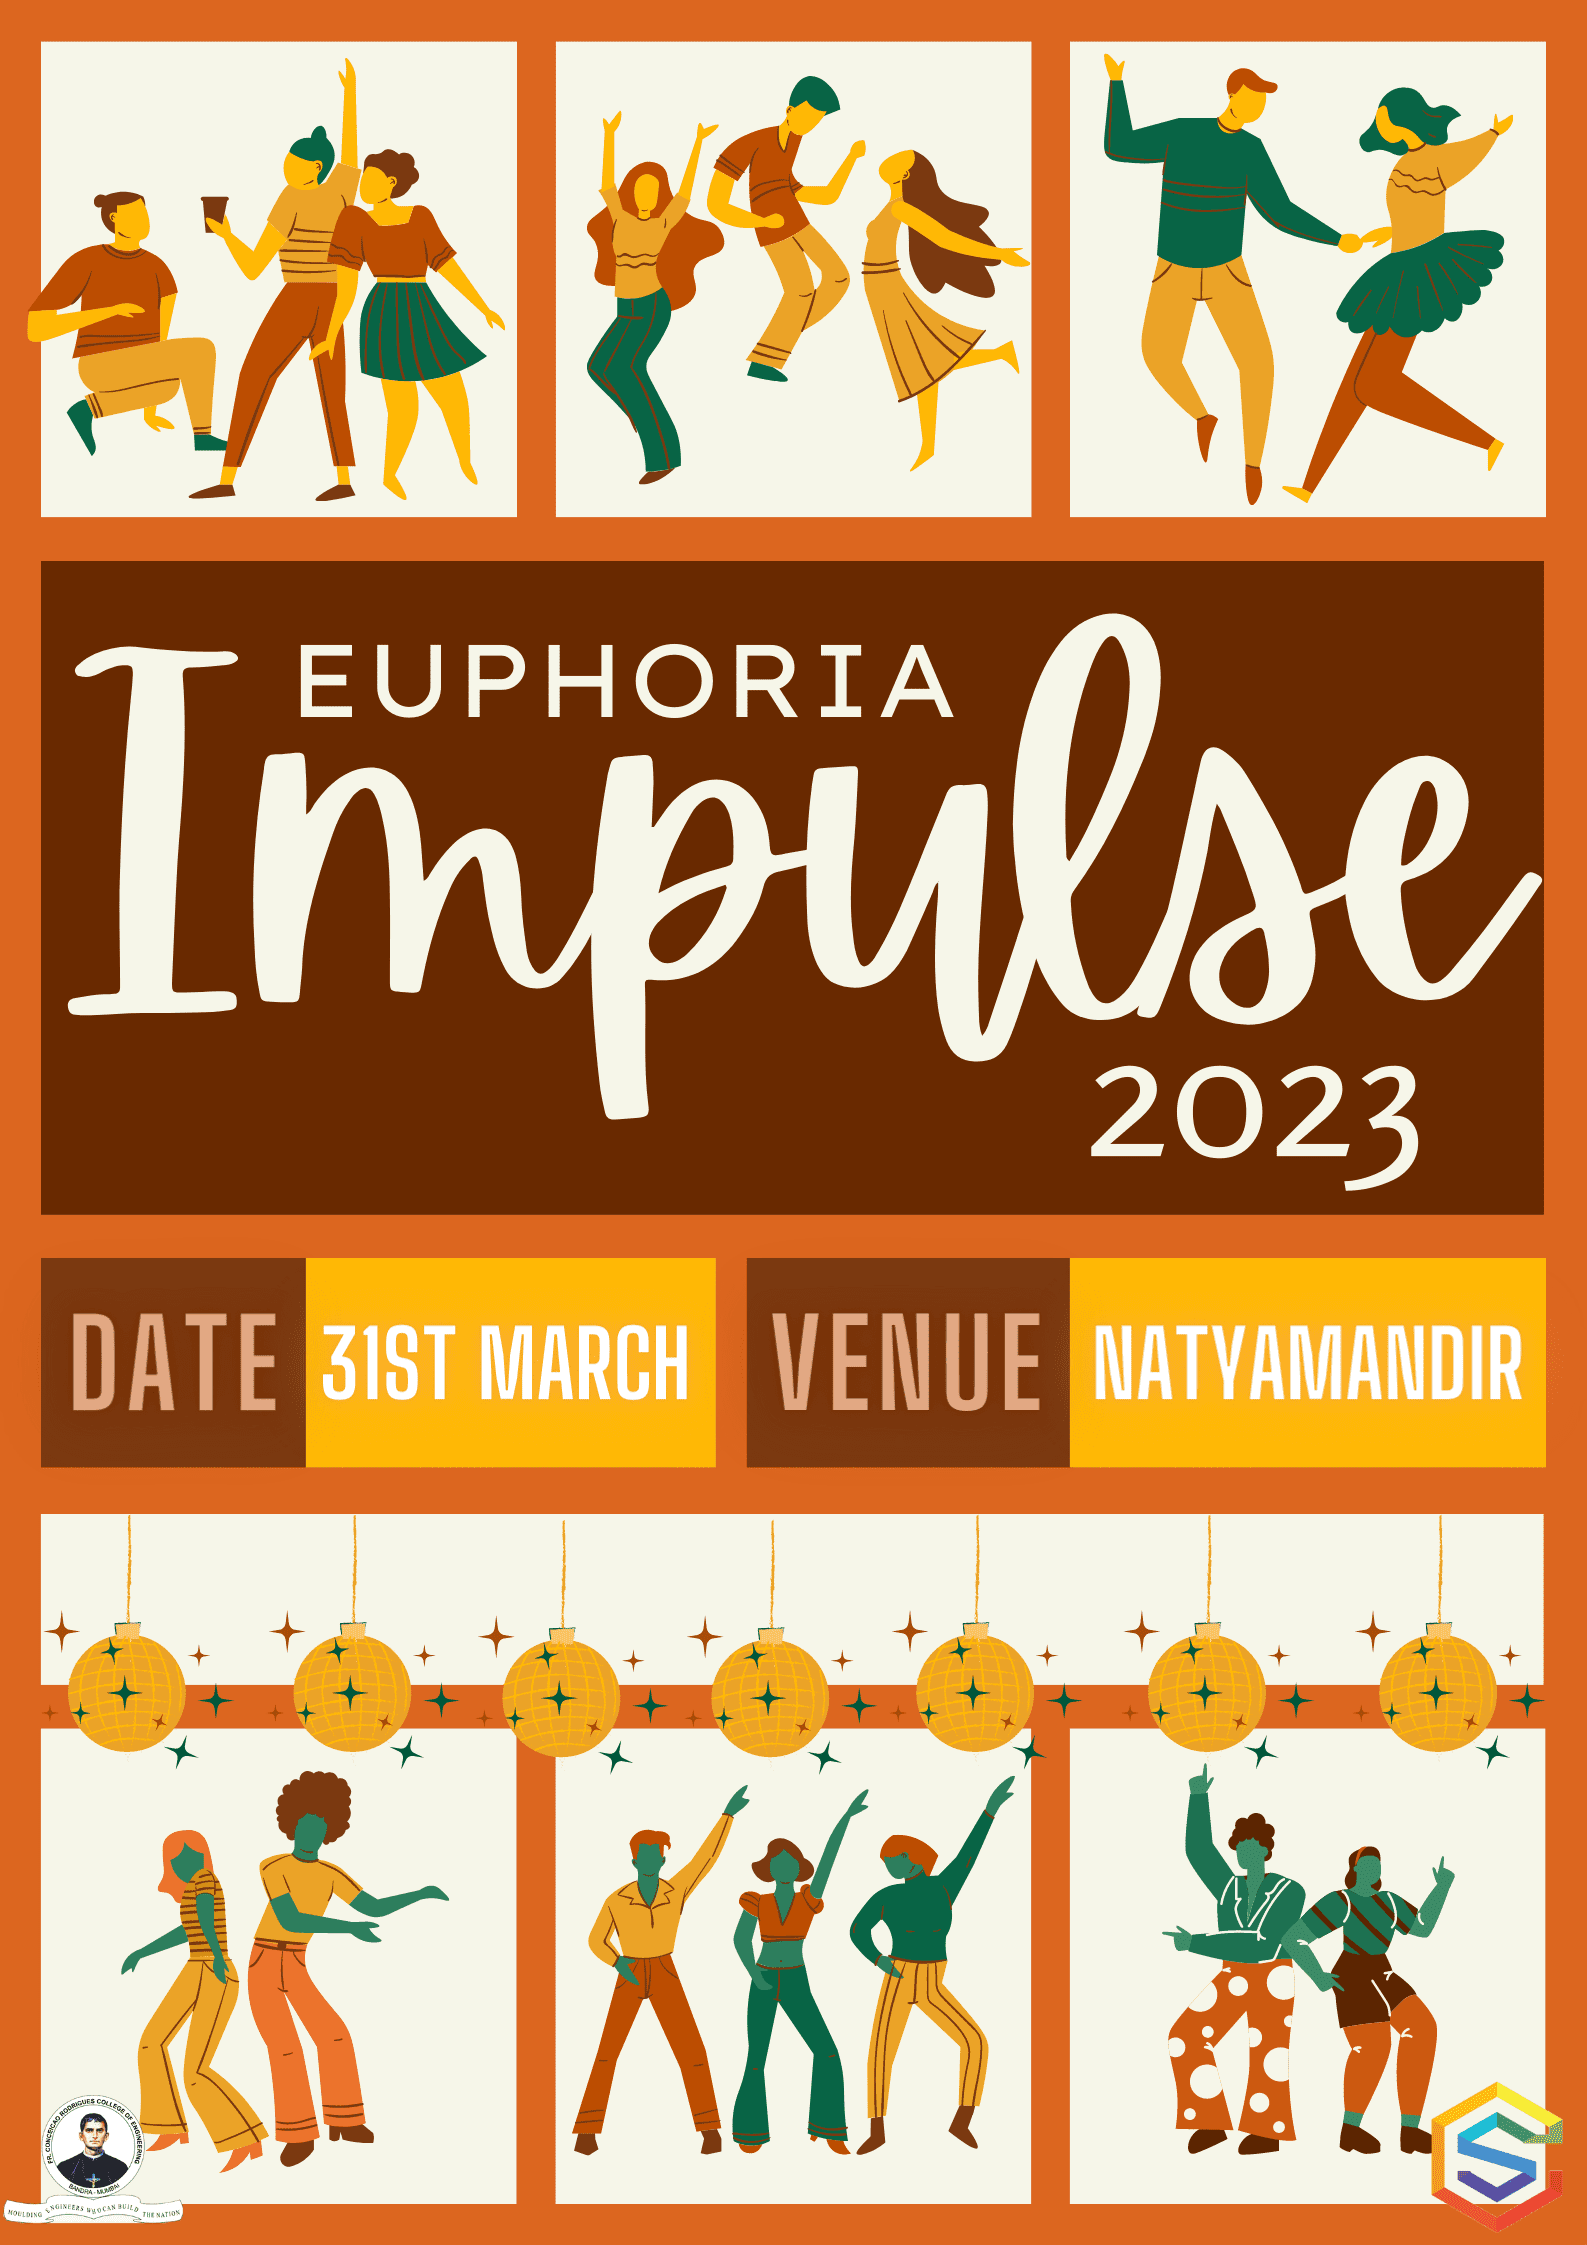 EUPHORIA
Impulse
2023
DATE 31ST MARCH
VENUE NATYAMANDIR
FR. CONCEICAO RODRIGUES COLLEGE OF ENGINEERING
BANDRA - MUMBAI
MOULDING ENGINEERS WHO CAN BUILD THE NATION